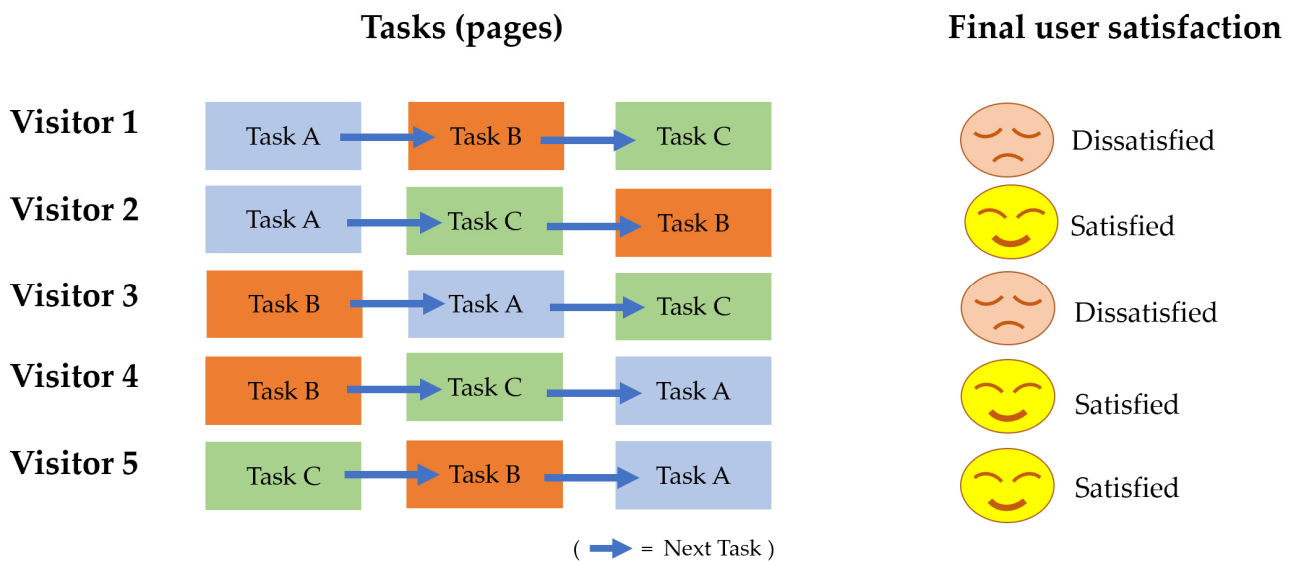 Tasks (pages) Final user satisfaction
Visitor 1 Task A Task B Task C Dissatisfied
Visitor 2 Task A Task C Task B Satisfied
Visitor 3 Task B Task A Task C Dissatisfied
Visitor 4 Task B Task C Task A Satisfied
Visitor 5 Task C Task B Task A Satisfied
( = Next Task )